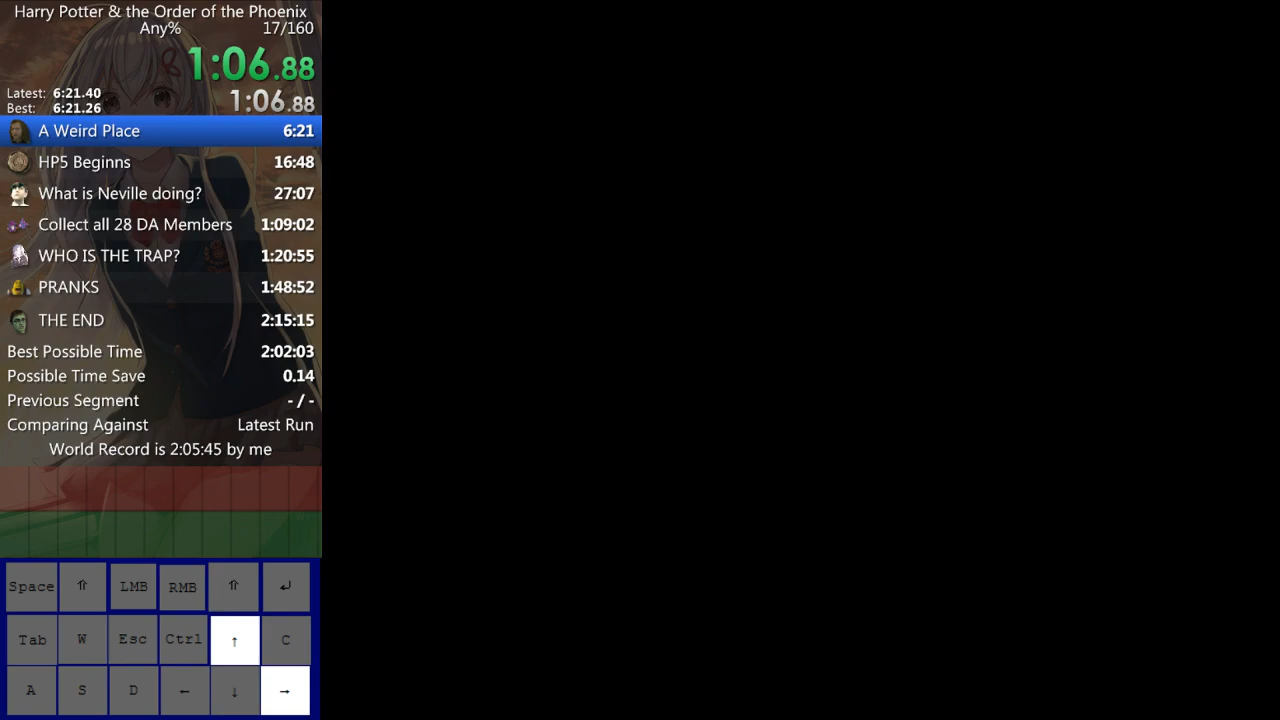 Harry Potter & the Order of the Phoenix
Any% 17/160
1:06.88
Latest: 6:21.40
Best: 6:21.26
1:06.88
A Weird Place 6:21
HP5 Beginns 16:48
What is Neville doing? 27:07
Collect all 28 DA Members 1:09:02
WHO IS THE TRAP? 1:20:55
PRANKS 1:48:52
THE END 2:15:15
Best Possible Time 2:02:03
Possible Time Save 0.14
Previous Segment - / -
Comparing Against Latest Run
World Record is 2:05:45 by me
Space ⇑ LMB RMB ⇑ ↵
Tab W Esc Ctrl ↑ C
A S D ← ↓ →